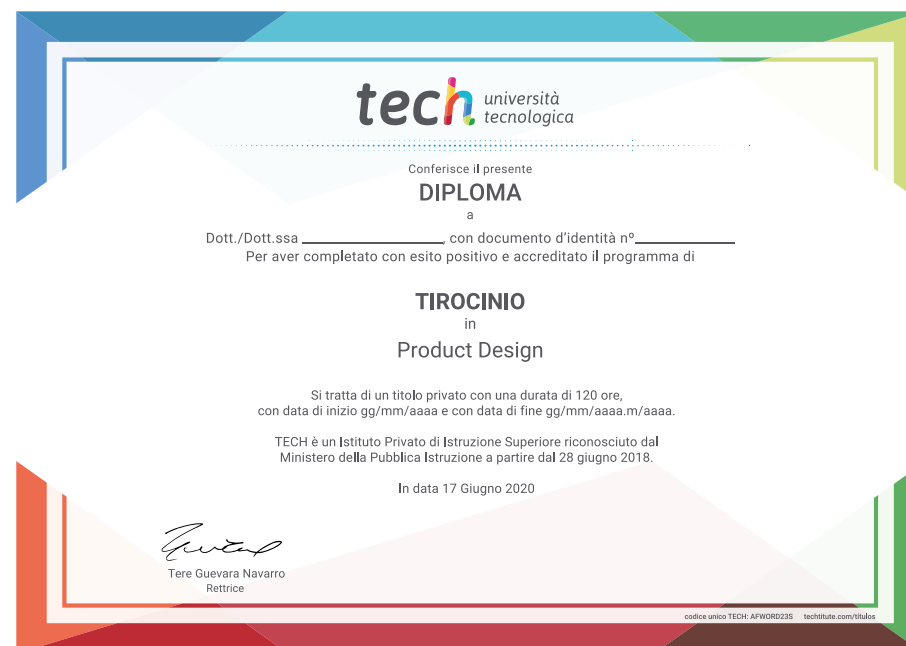 tech università
tecnologica
Conferisce il presente
DIPLOMA
a
Dott./Dott.ssa ____________________, con documento d'identità nº______________
Per aver completato con esito positivo e accreditato il programma di
TIROCINIO
in
Product Design
Si tratta di un titolo privato con una durata di 120 ore,
con data di inizio gg/mm/aaaa e con data di fine gg/mm/aaaa.m/aaaa.
TECH è un Istituto Privato di Istruzione Superiore riconosciuto dal
Ministero della Pubblica Istruzione a partire dal 28 giugno 2018.
In data 17 Giugno 2020
Tere Guevara Navarro
Rettrice
codice unico TECH: AFWORD23S techtitute.com/titulos